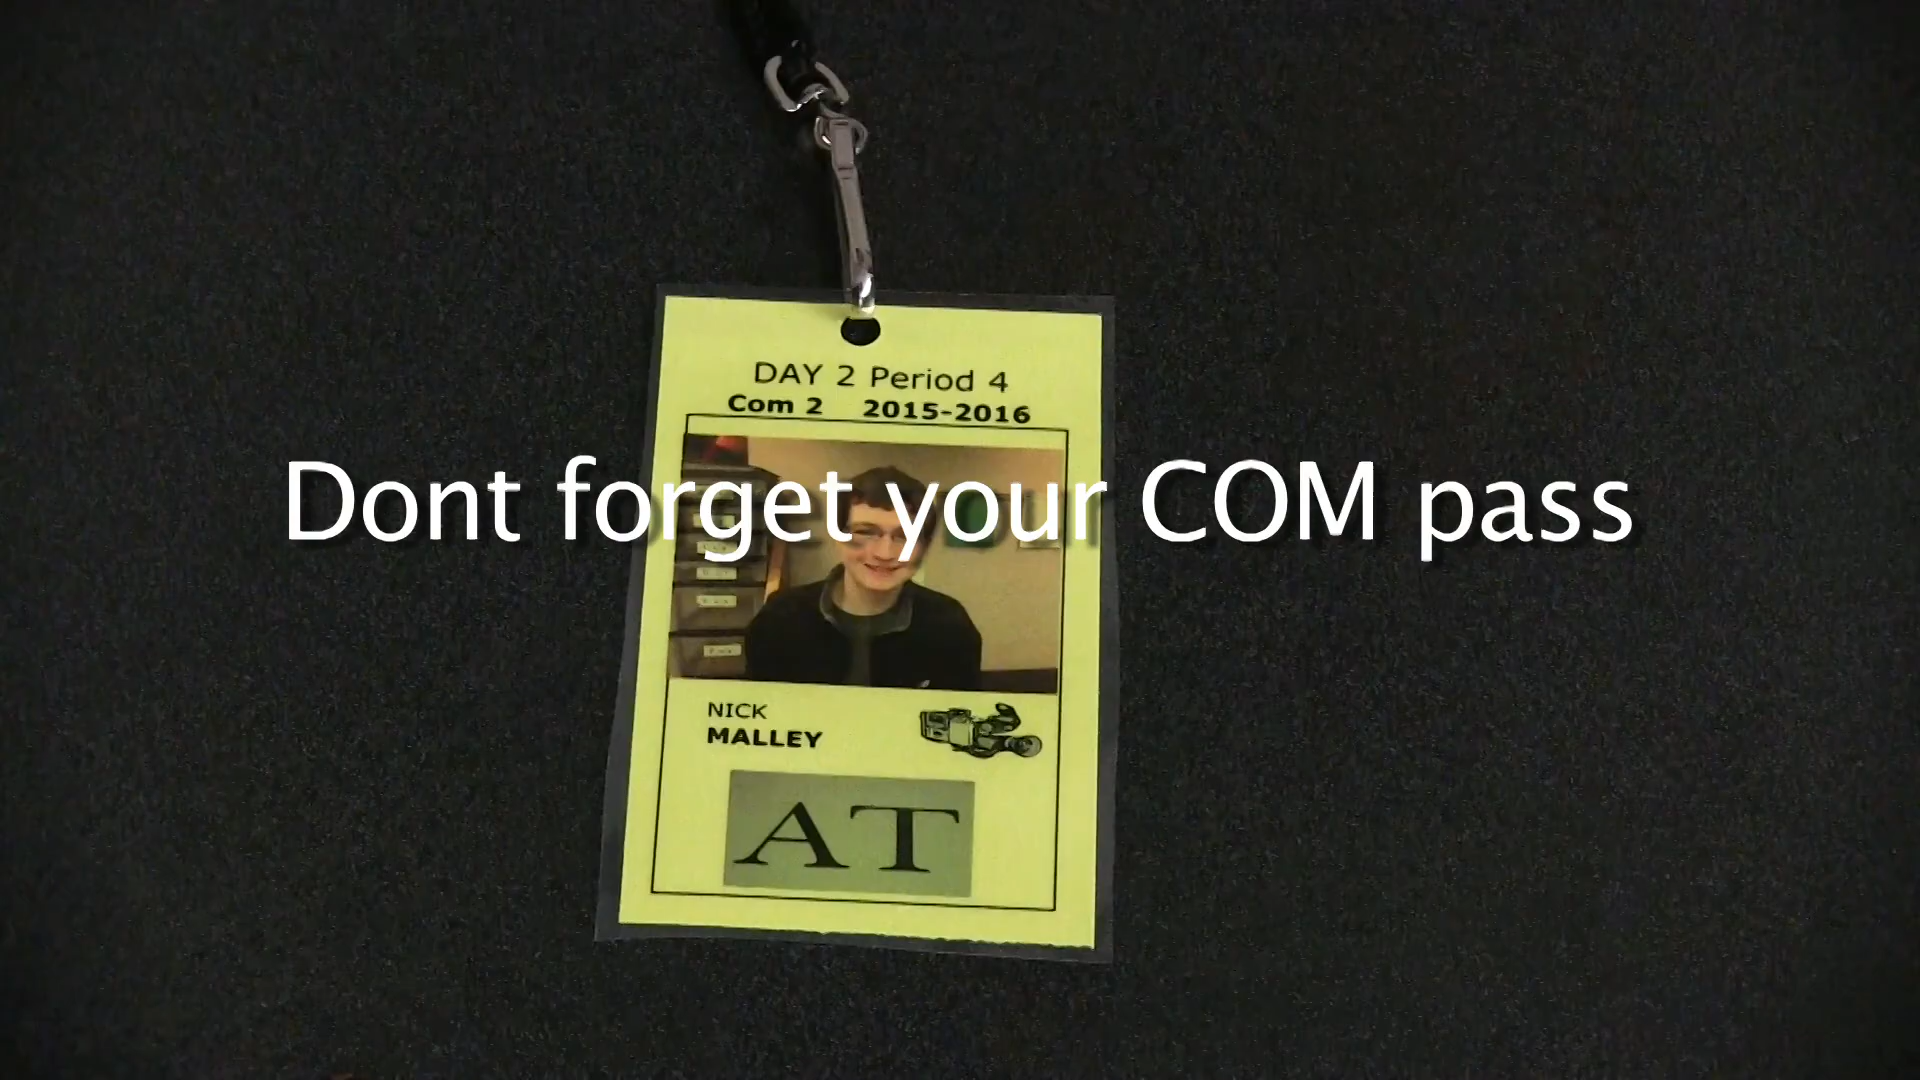 DAY 2 Period 4
Com 2 2015-2016
Dont forget your COM pass
NICK
MALLEY
AT